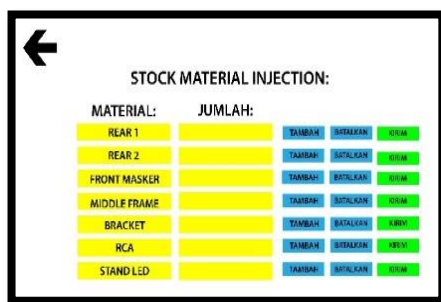 STOCK MATERIAL INJECTION:
MATERIAL: JUMLAH:
REAR 1 TAMBAH BATALKAN KIRIM
REAR 2 TAMBAH BATALKAN KIRIM
FRONT MASKER TAMBAH BATALKAN KIRIM
MIDDLE FRAME TAMBAH BATALKAN KIRIM
BRACKET TAMBAH BATALKAN KIRIM
RCA TAMBAH BATALKAN KIRIM
STAND LED TAMBAH BATALKAN KIRIM